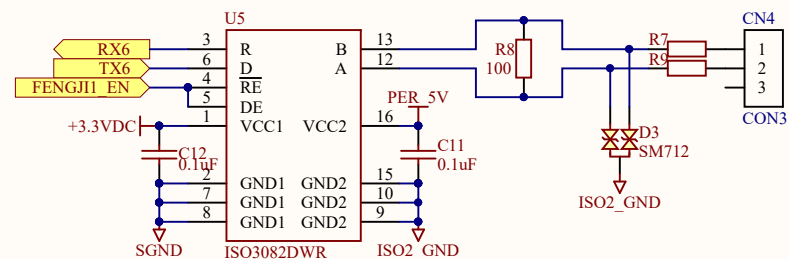 U5
CN4
RX6 3 R B 13 R8 R7 1
TX6 6 D A 12 100 R9 2
FENGJI1_EN 4 RE 3
5 DE PER_5V CON3
+3.3VDC 1 VCC1 VCC2 16 D3
C12 C11 SM712
0.1uF 0.1uF
2 GND1 GND2 15
7 GND1 GND2 10 ISO2_GND
8 GND1 GND2 9
SGND ISO3082DWR ISO2_GND